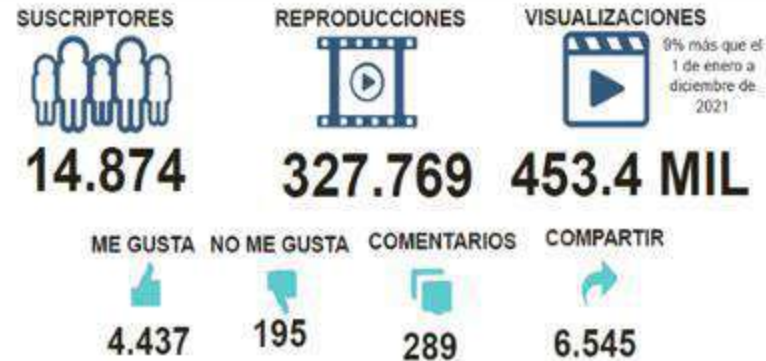 SUSCRIPTORES REPRODUCCIONES VISUALIZACIONES
9% más que el
1 de enero a
diciembre de
2021
14.874 327.769 453.4 MIL
ME GUSTA NO ME GUSTA COMENTARIOS COMPARTIR
4.437 195 289 6.545